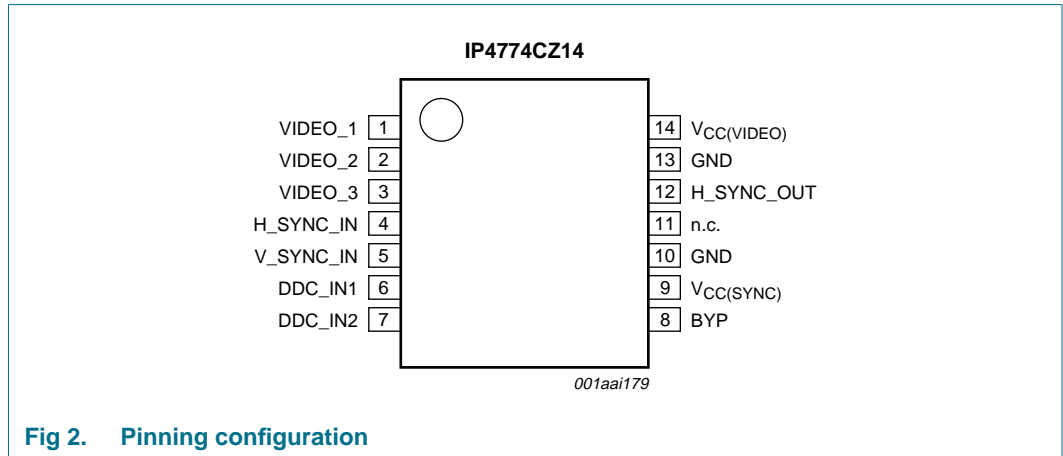 IP4774CZ14
VIDEO_1 1 14 VCC(VIDEO)
VIDEO_2 2 13 GND
VIDEO_3 3 12 H_SYNC_OUT
H_SYNC_IN 4 11 n.c.
V_SYNC_IN 5 10 GND
DDC_IN1 6 9 VCC(SYNC)
DDC_IN2 7 8 BYP
001aai179
Fig 2. Pinning configuration